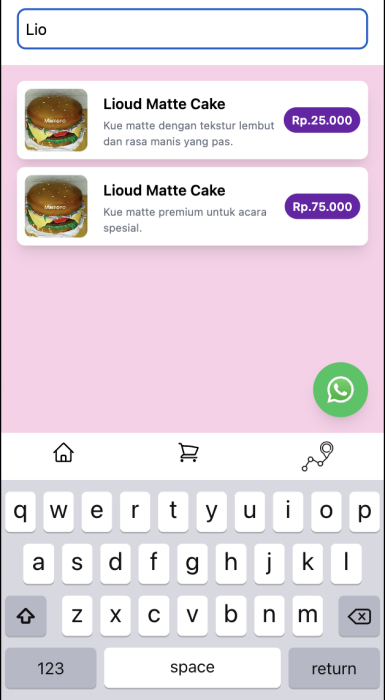 Lio
Lioud Matte Cake
Kue matte dengan tekstur lembut
dan rasa manis yang pas.
Rp.25.000
Lioud Matte Cake
Kue matte premium untuk acara
spesial.
Rp.75.000
q w e r t y u i o p
a s d f g h j k l
z x c v b n m
123 space return